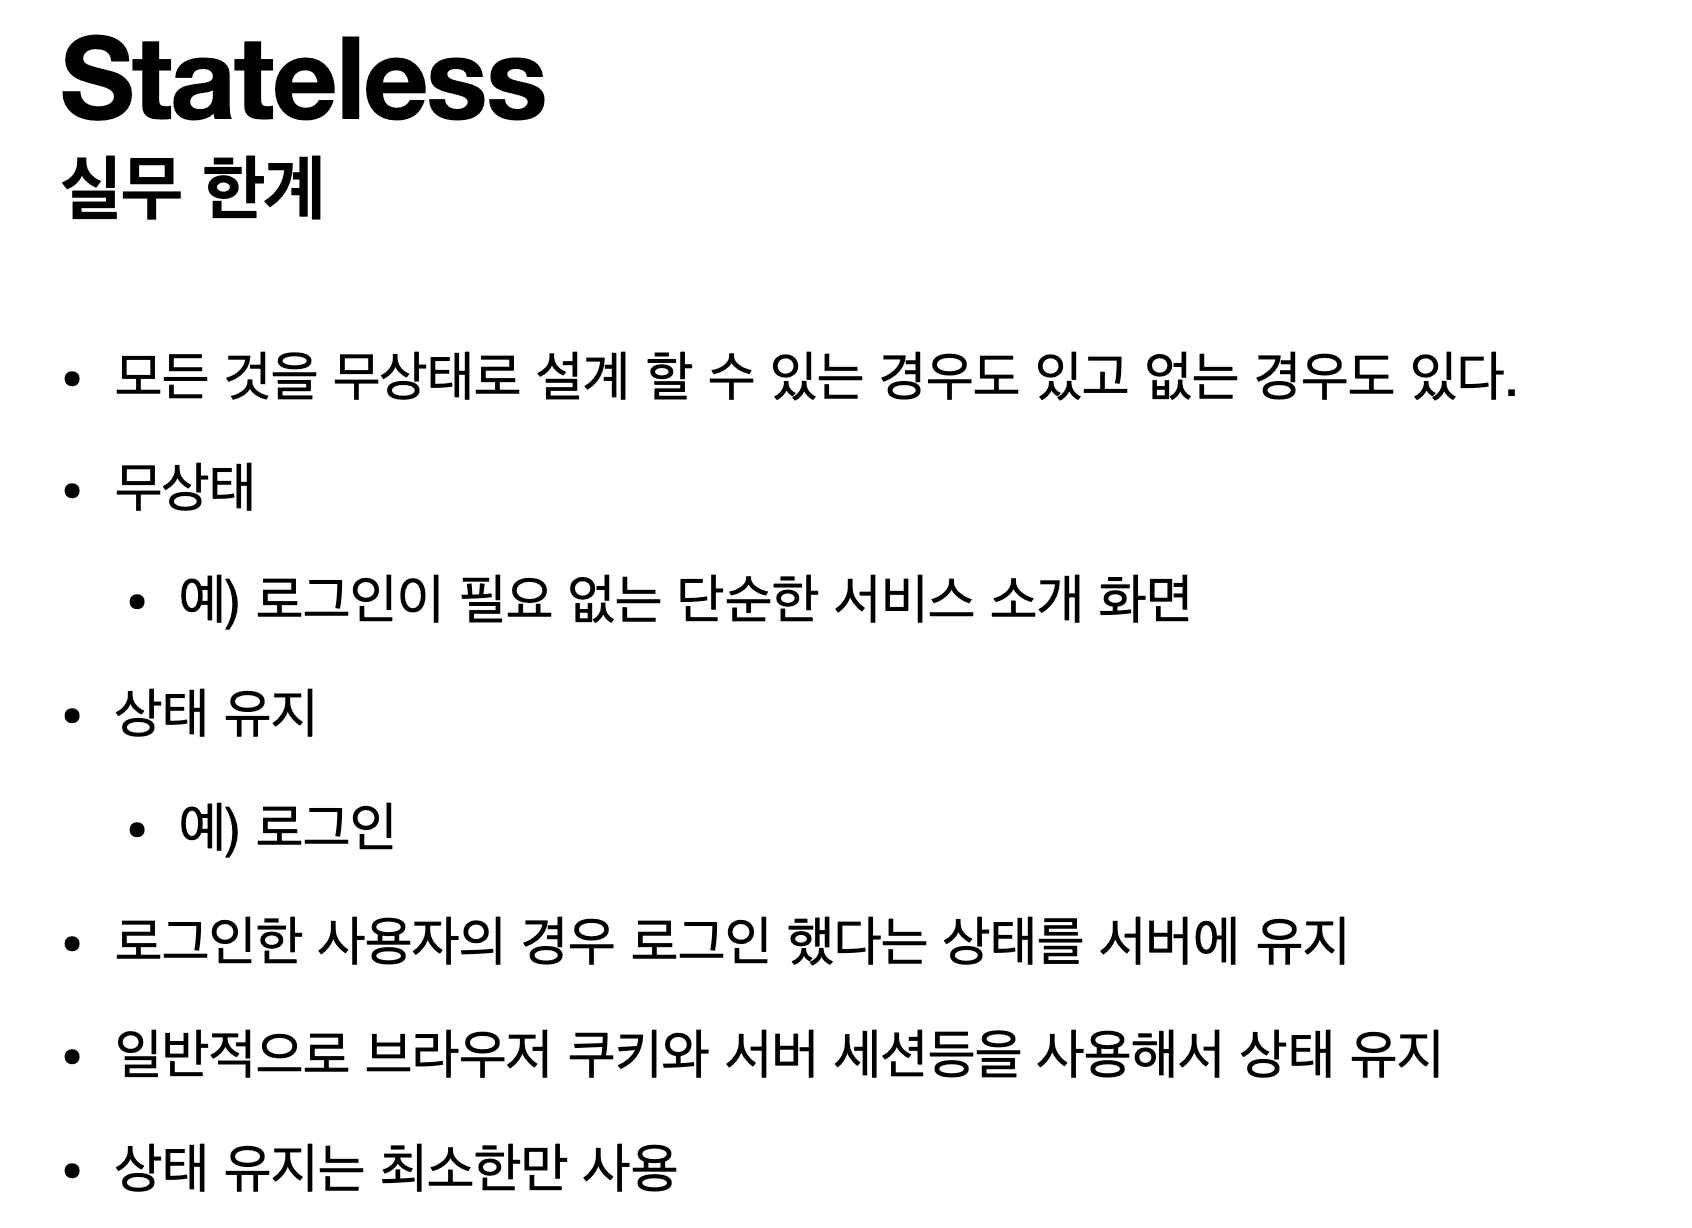 Stateless
실무 한계
• 모든 것을 무상태로 설계 할 수 있는 경우도 있고 없는 경우도 있다.
• 무상태
• 예) 로그인이 필요 없는 단순한 서비스 소개 화면
• 상태 유지
• 예) 로그인
• 로그인한 사용자의 경우 로그인 했다는 상태를 서버에 유지
• 일반적으로 브라우저 쿠키와 서버 세션등을 사용해서 상태 유지
• 상태 유지는 최소한만 사용